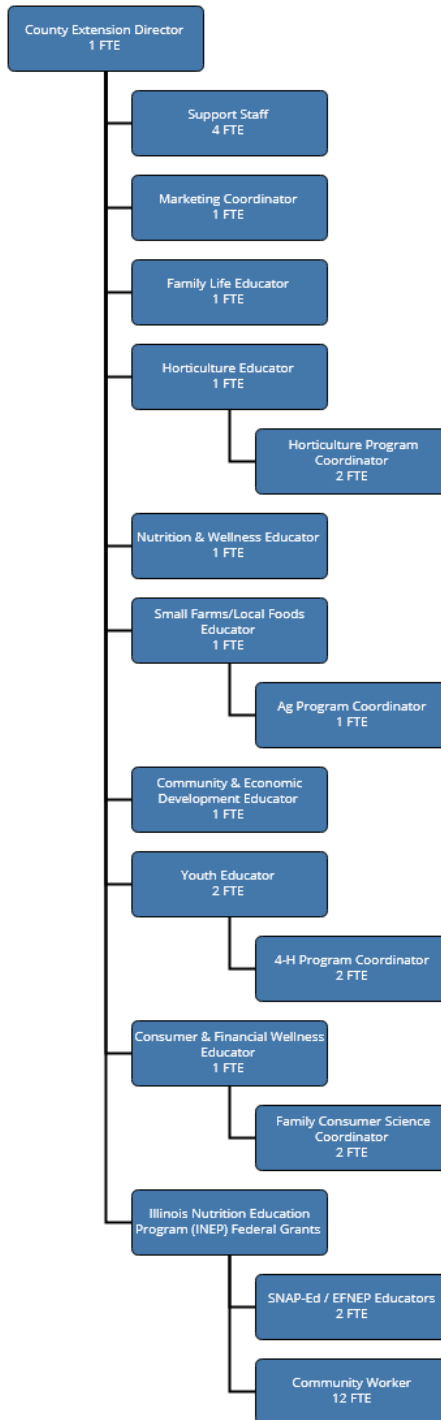 County Extension Director
1 FTE
Support Staff
4 FTE
Marketing Coordinator
1 FTE
Family Life Educator
1 FTE
Horticulture Educator
1 FTE
Horticulture Program
Coordinator
2 FTE
Nutrition & Wellness Educator
1 FTE
Small Farms/Local Foods
Educator
1 FTE
Ag Program Coordinator
1 FTE
Community & Economic
Development Educator
1 FTE
Youth Educator
2 FTE
4-H Program Coordinator
2 FTE
Consumer & Financial Wellness
Educator
1 FTE
Family Consumer Science
Coordinator
2 FTE
Illinois Nutrition Education
Program (INEP) Federal Grants
SNAP-Ed / EFNEP Educators
2 FTE
Community Worker
12 FTE